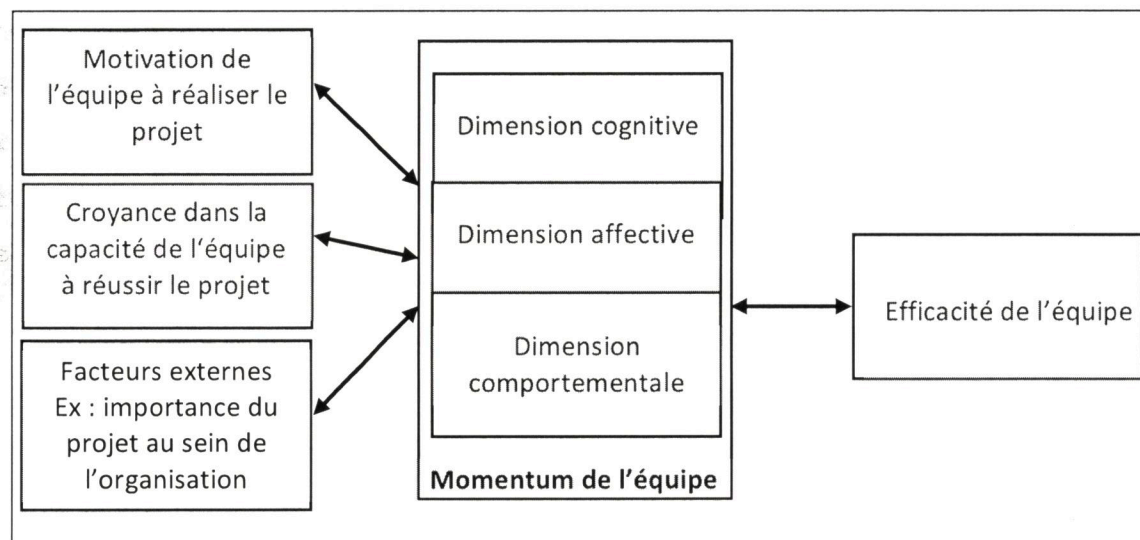 Motivation de
l'équipe à réaliser le
projet
Croyance dans la
capacité de l‘équipe
à réussir le projet
Facteurs externes
Ex : importance du
projet au sein de
l'organisation
Dimension cognitive
Dimension affective
Dimension
comportementale
Momentum de l'équipe
Efficacité de l'équipe